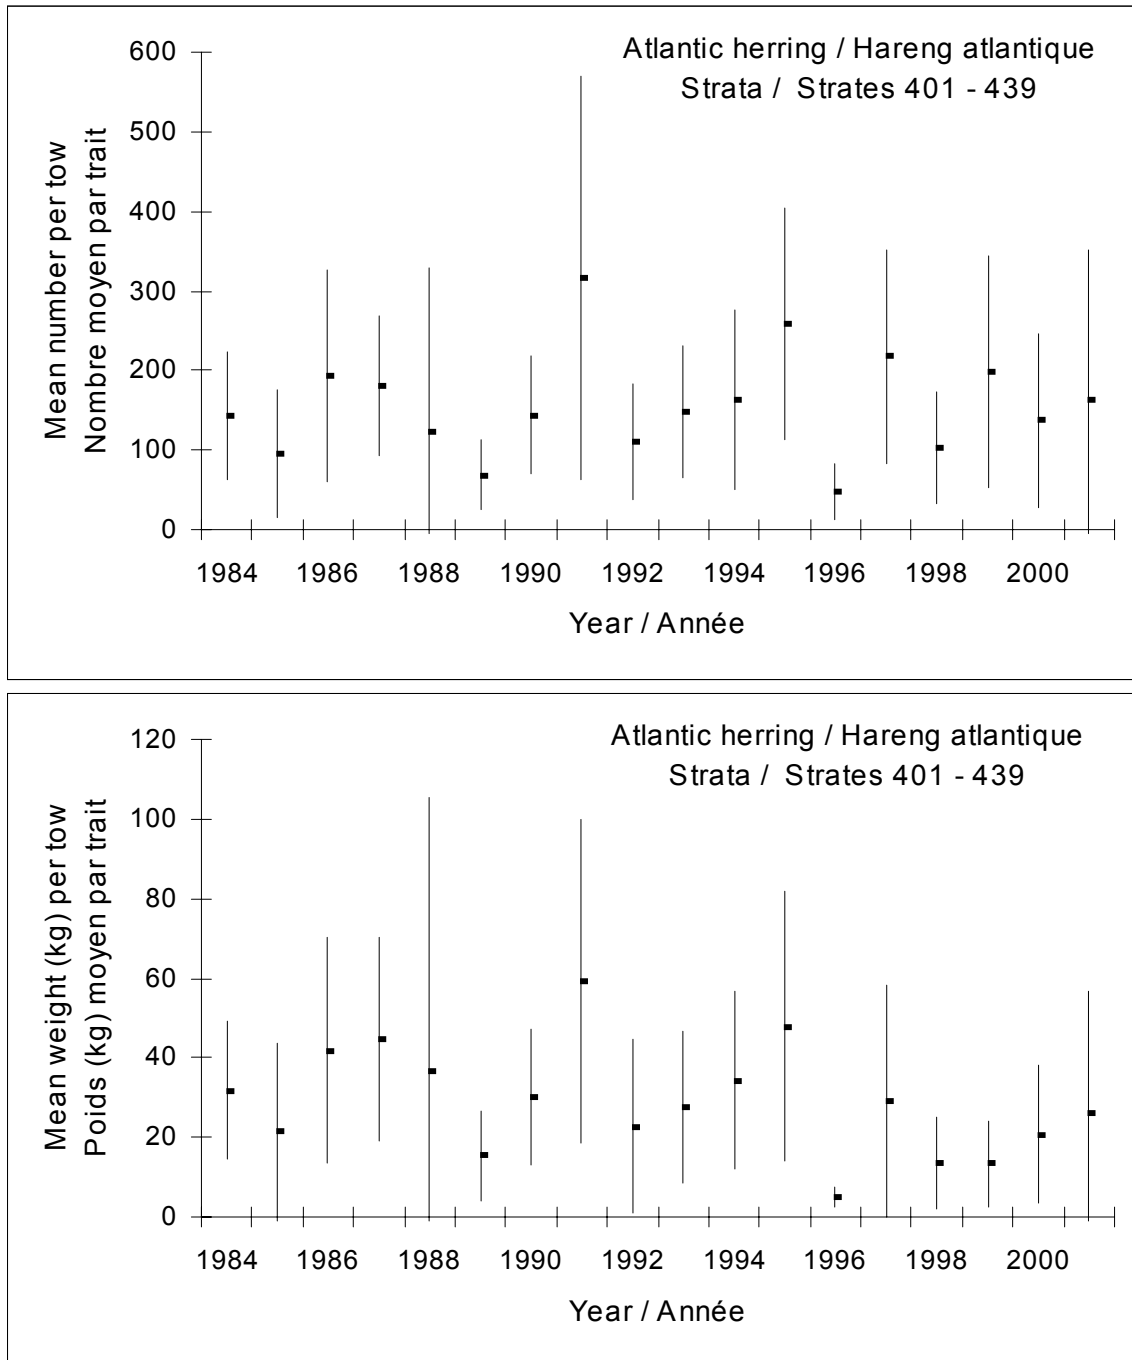 Atlantic herring / Hareng atlantique
Strata / Strates 401 - 439
Mean number per tow
Nombre moyen par trait
600
500
400
300
200
100
0
1984 1986 1988 1990 1992 1994 1996 1998 2000
Year / Année
Atlantic herring / Hareng atlantique
Strata / Strates 401 - 439
Mean weight (kg) per tow
Poids (kg) moyen par trait
120
100
80
60
40
20
0
1984 1986 1988 1990 1992 1994 1996 1998 2000
Year / Année